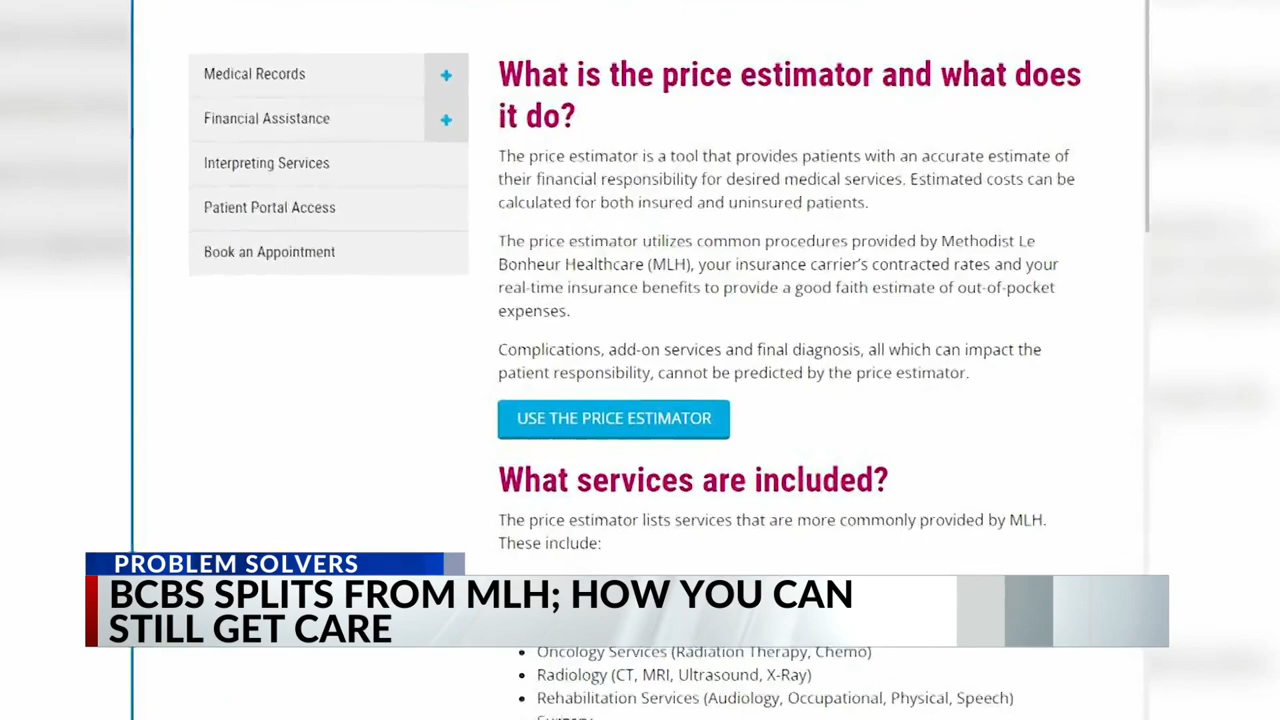 Medical Records
Financial Assistance
Interpreting Services
Patient Portal Access
Book an Appointment
What is the price estimator and what does
it do?
The price estimator is a tool that provides patients with an accurate estimate of
their financial responsibility for desired medical services. Estimated costs can be
calculated for both insured and uninsured patients.
The price estimator utilizes common procedures provided by Methodist Le
Bonheur Healthcare (MLH), your insurance carrier's contracted rates and your
real-time insurance benefits to provide a good faith estimate of out-of-pocket
expenses.
Complications, add-on services and final diagnosis, all which can impact the
patient responsibility, cannot be predicted by the price estimator.
USE THE PRICE ESTIMATOR
What services are included?
The price estimator lists services that are more commonly provided by MLH.
These include:
PROBLEM SOLVERS
BCBS SPLITS FROM MLH; HOW YOU CAN
STILL GET CARE
Oncology Services (Radiation Therapy, Chemo)
Radiology (CT, MRI, Ultrasound, X-Ray)
Rehabilitation Services (Audiology, Occupational, Physical, Speech)